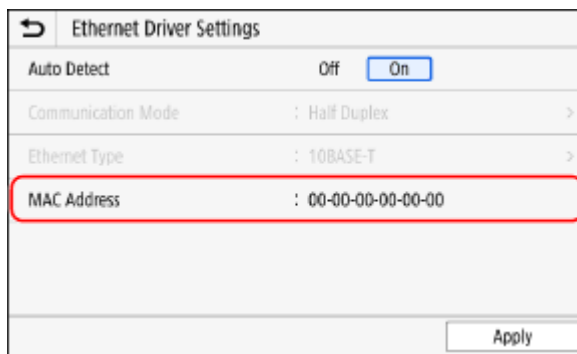 Ethernet Driver Settings
Auto Detect Off On
Communication Mode : Half Duplex >
Ethernet Type : 10BASE-T >
MAC Address : 00-00-00-00-00-00
Apply